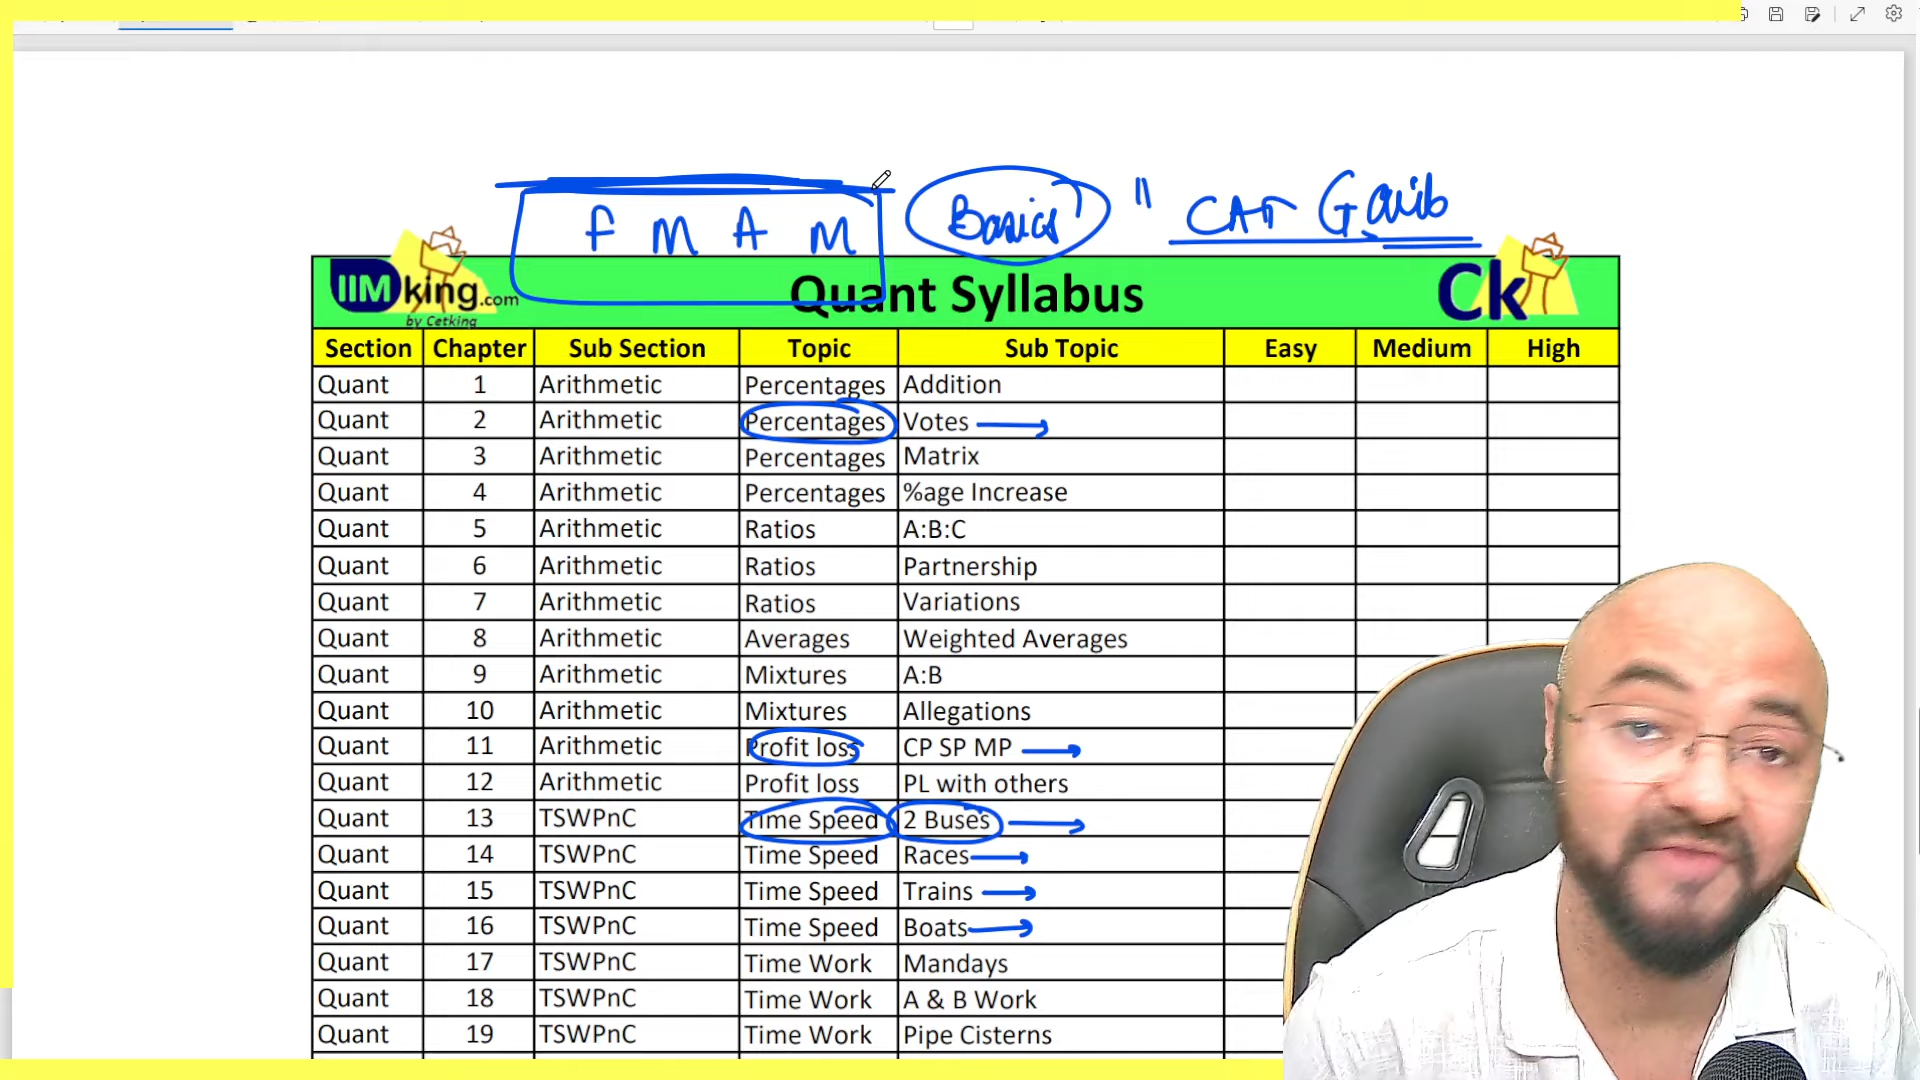 F M A M Basics " CAT Gaib
IIMking.com
by Cetking
Quant Syllabus
Ck
Section Chapter Sub Section Topic Sub Topic Easy Medium High
Quant 1 Arithmetic Percentages Addition
Quant 2 Arithmetic Percentages Votes
Quant 3 Arithmetic Percentages Matrix
Quant 4 Arithmetic Percentages %age Increase
Quant 5 Arithmetic Ratios A:B:C
Quant 6 Arithmetic Ratios Partnership
Quant 7 Arithmetic Ratios Variations
Quant 8 Arithmetic Averages Weighted Averages
Quant 9 Arithmetic Mixtures A:B
Quant 10 Arithmetic Mixtures Allegations
Quant 11 Arithmetic Profit loss CP SP MP
Quant 12 Arithmetic Profit loss PL with others
Quant 13 TSWPnC Time Speed 2 Buses
Quant 14 TSWPnC Time Speed Races
Quant 15 TSWPnC Time Speed Trains
Quant 16 TSWPnC Time Speed Boats
Quant 17 TSWPnC Time Work Mandays
Quant 18 TSWPnC Time Work A & B Work
Quant 19 TSWPnC Time Work Pipe Cisterns